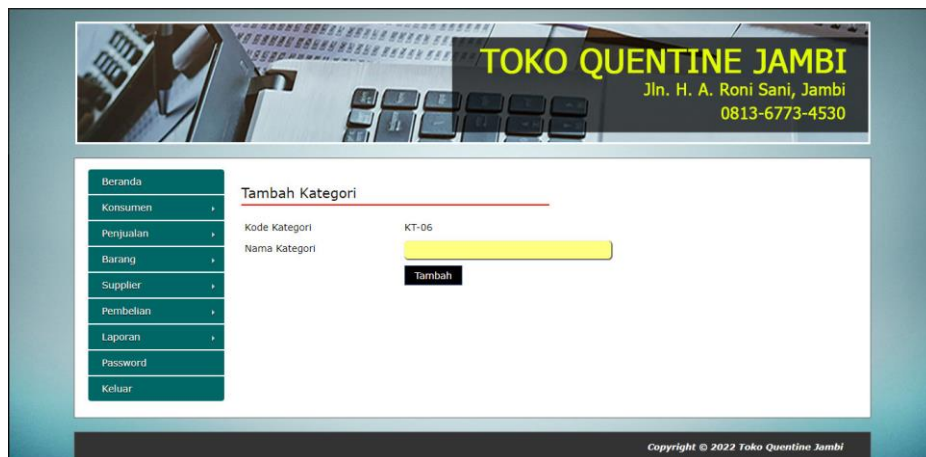 TOKO QUENTINE JAMBI
Jln. H. A. Roni Sani, Jambi
0813-6773-4530
Beranda
Konsumen
Penjualan
Barang
Supplier
Pembelian
Laporan
Password
Keluar
Tambah Kategori
Kode Kategori KT-06
Nama Kategori
Tambah
Copyright © 2022 Toko Quentine Jambi